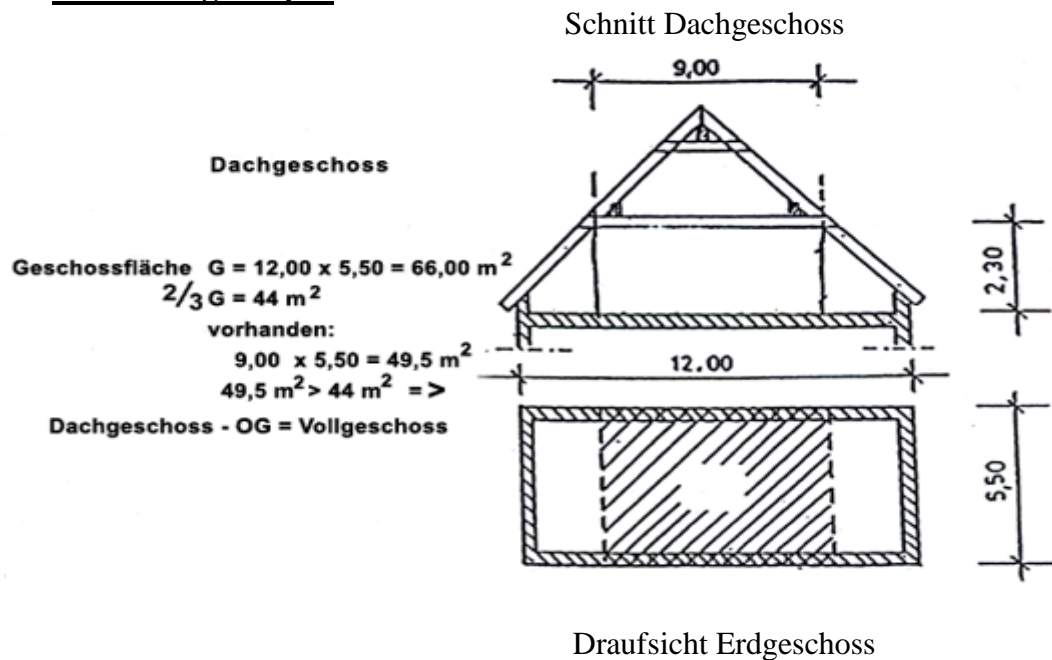 Schnitt Dachgeschoss
9,00
Dachgeschoss
Geschossfläche G = 12,00 x 5,50 = 66,00 m²
2/3 G = 44 m²
vorhanden:
9,00 x 5,50 = 49,5 m²
49,5 m² > 44 m² =>
Dachgeschoss - OG = Vollgeschoss
2,30
12.00
5,50
Draufsicht Erdgeschoss